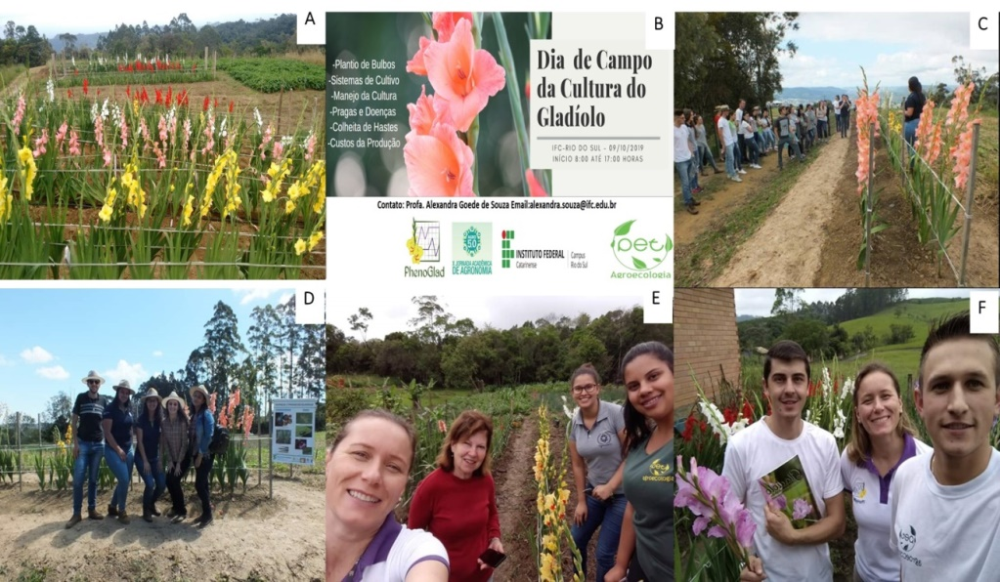 A
B
-Plantio de Bulbos
-Sistemas de Cultivo
-Manejo da Cultura
-Pragas e Doenças
-Colheita de Hastes
-Custos da Produção
Dia de Campo
da Cultura do
Gladíolo
IFC-RIO DO SUL - 09/10/2019
INÍCIO 8:00 ATÉ 17:00 HORAS
Contato: Profa. Alexandra Goede de Souza Email:alexandra.souza@ifc.edu.br
PhenoGlad
II JORNADA ACADÊMICA
DE AGRONOMIA
INSTITUTO FEDERAL
Catarinense
Campus
Rio do Sul
pet
Agroecologia
C
D
E
F